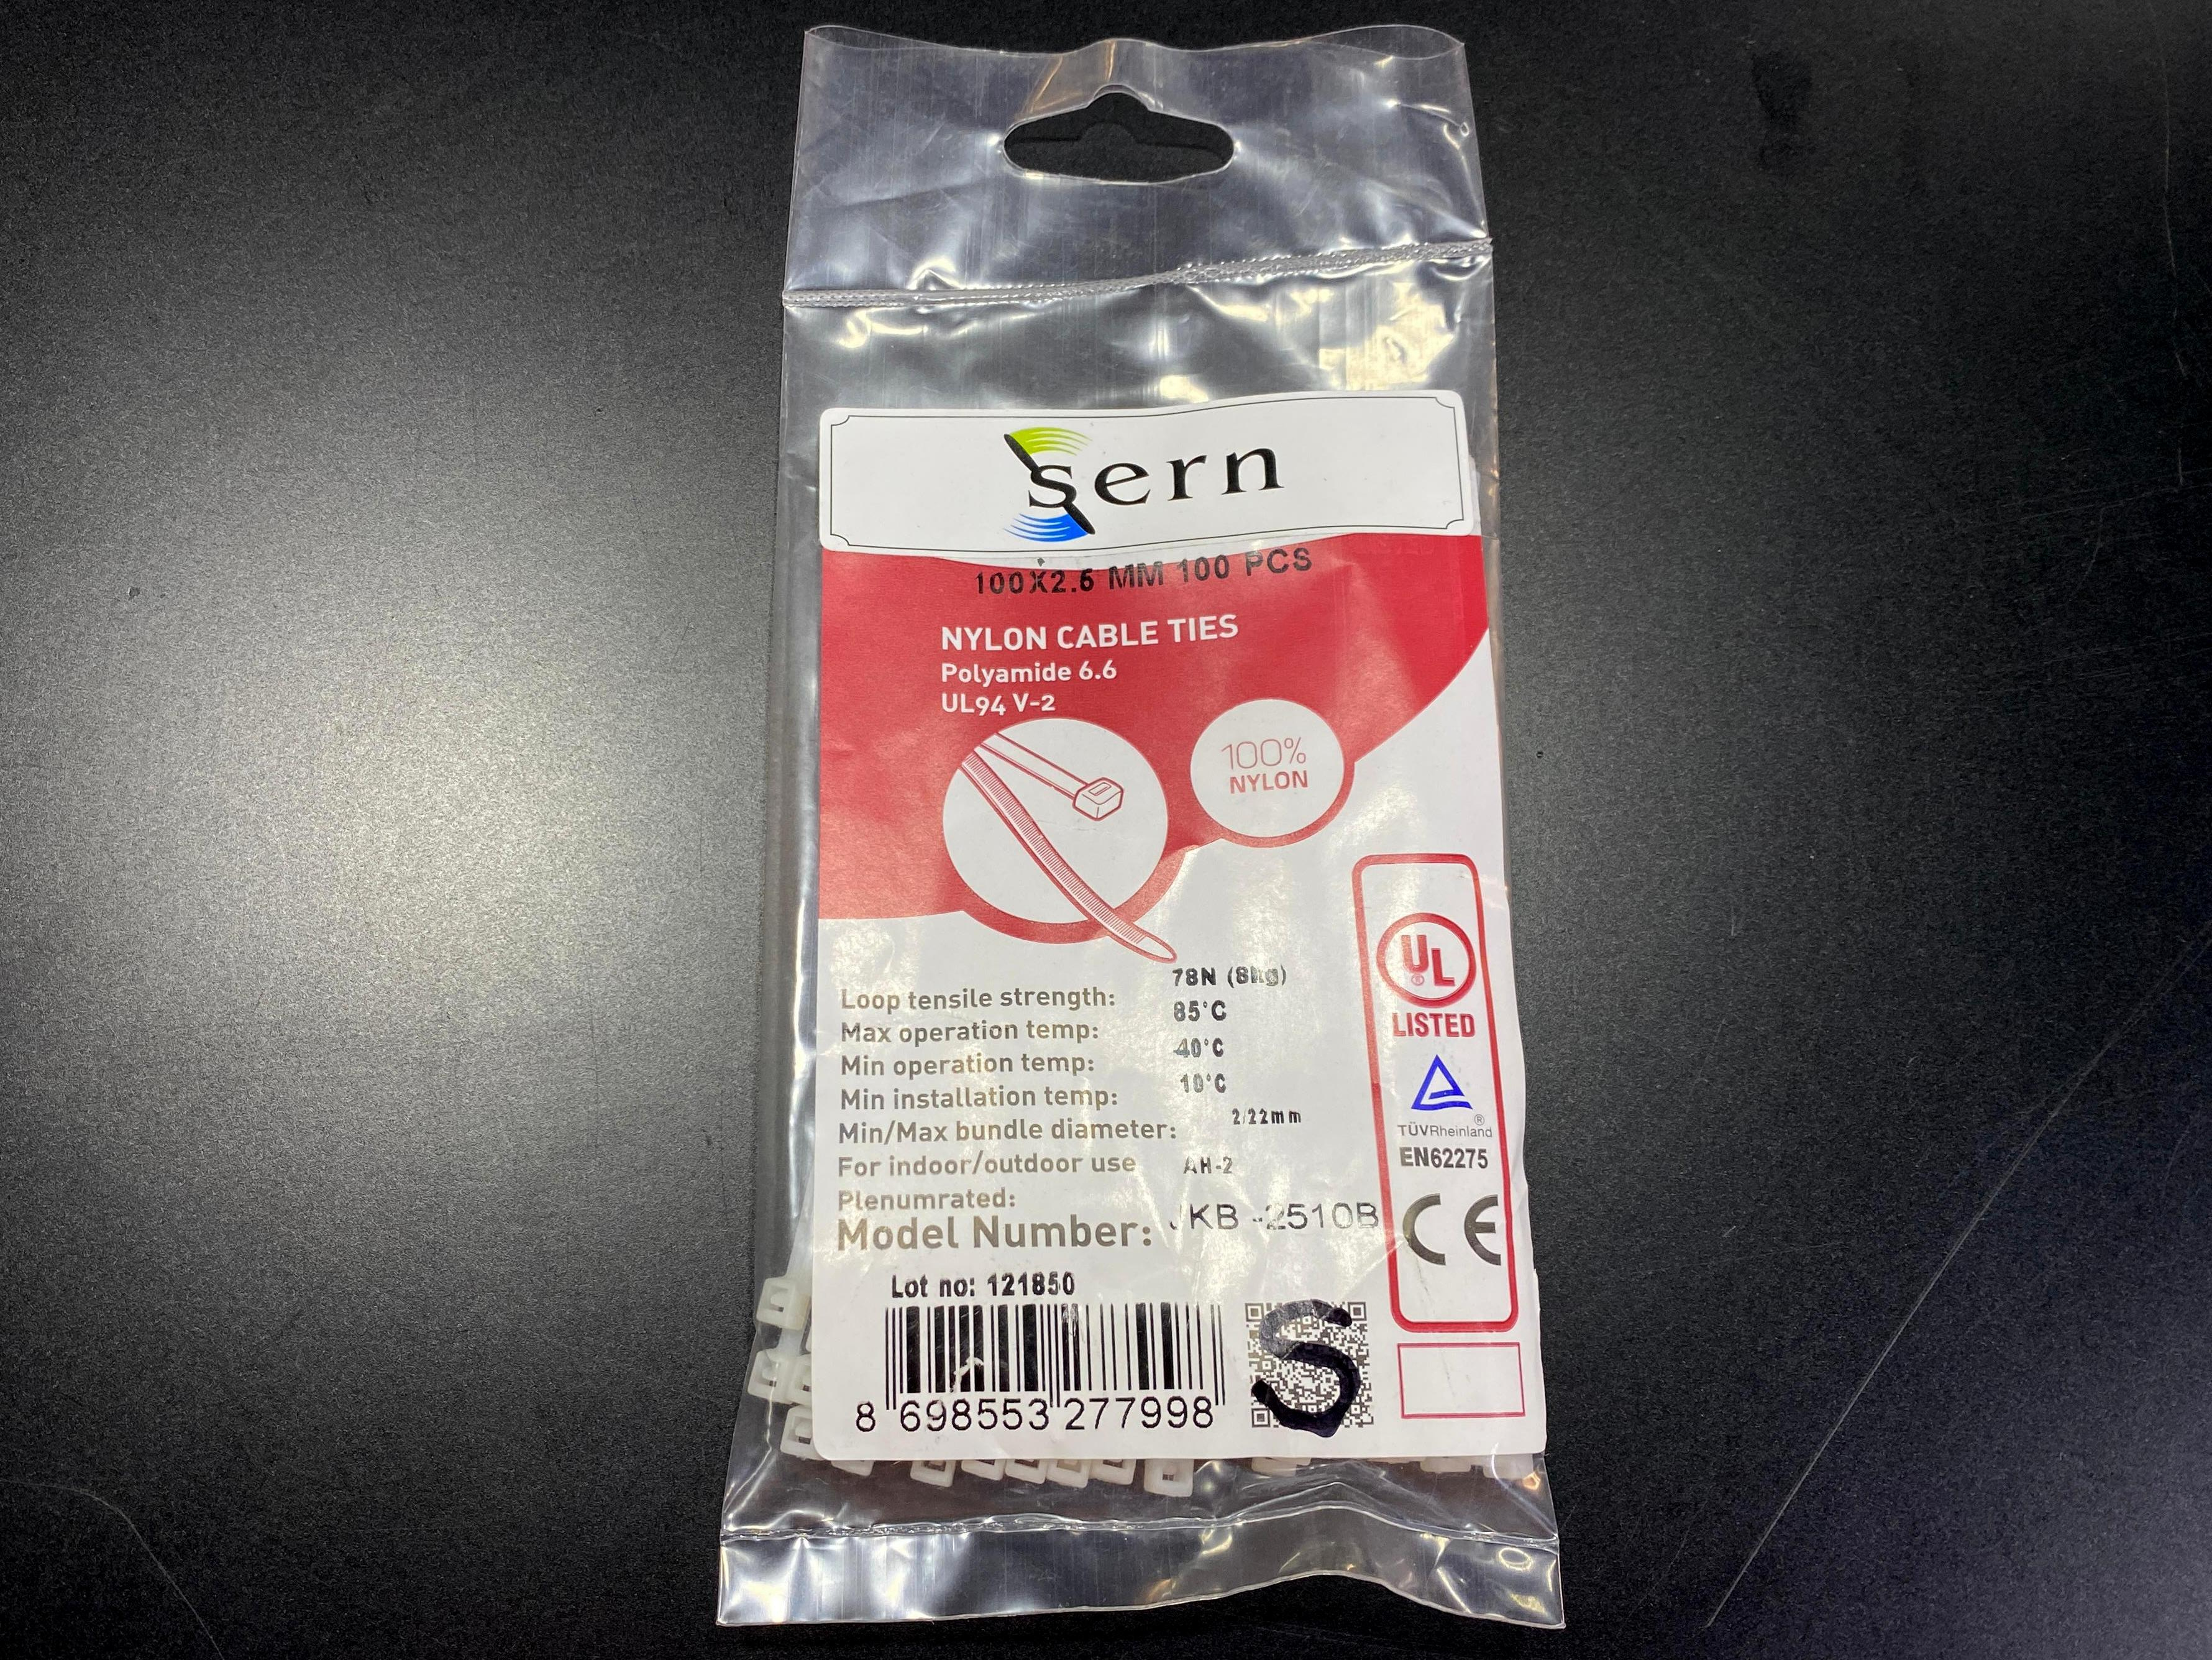 sern
100X2.5 MM 100 PCS
NYLON CABLE TIES
Polyamide 6.6
UL94 V-2
100%
NYLON
Loop tensile strength: 78N (8kg)
Max operation temp: 85°C
Min operation temp: -40°C
Min installation temp: 10°C
Min/Max bundle diameter: 2/22mm
For indoor/outdoor use
Plenumrated: AH-2
Model Number: JKB-2510B
UL
®
LISTED
®
TÜVRheinland
EN62275
CE
Lot no: 121850
8 698553 277998
S